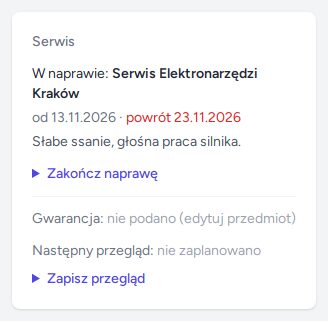 Serwis
W naprawie: Serwis Elektronarzędzi
Kraków
od 13.11.2026 · powrót 23.11.2026
Słabe ssanie, głośna praca silnika.
▶ Zakończ naprawę
Gwarancja: nie podano (edytuj przedmiot)
Następny przegląd: nie zaplanowano
▶ Zapisz przegląd